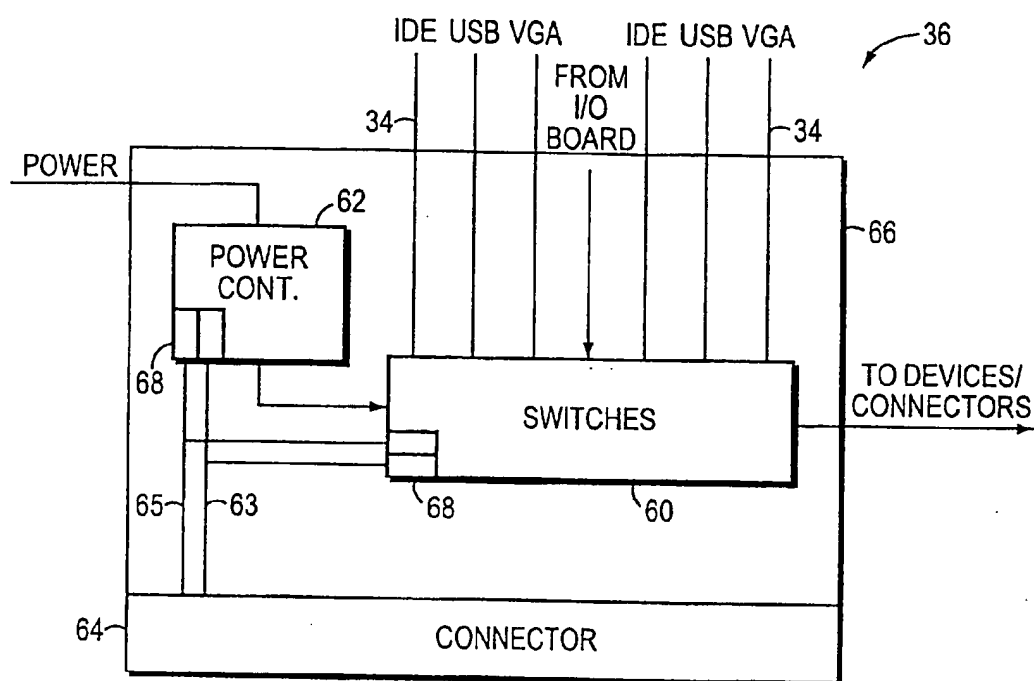 IDE USB VGA
IDE USB VGA
36
FROM
I/O
BOARD
34
34
POWER
62
66
POWER
CONT.
68
TO DEVICES/
CONNECTORS
SWITCHES
65
63
68
60
64
CONNECTOR